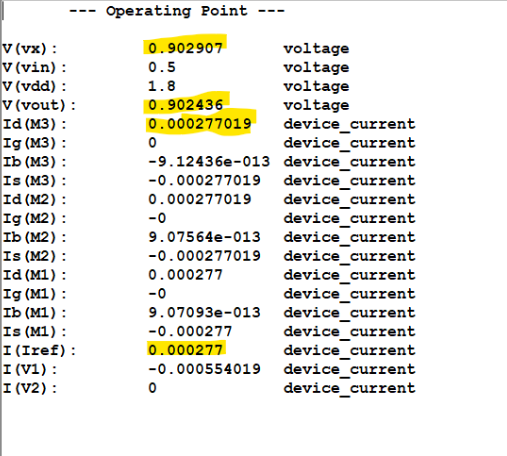 --- Operating Point ---
V(vx): 0.902907 voltage
V(vin): 0.5 voltage
V(vdd): 1.8 voltage
V(vout): 0.902436 voltage
Id(M3): 0.000277019 device_current
Ig(M3): 0 device_current
Ib(M3): -9.12436e-013 device_current
Is(M3): -0.000277019 device_current
Id(M2): 0.000277019 device_current
Ig(M2): -0 device_current
Ib(M2): 9.07564e-013 device_current
Is(M2): -0.000277019 device_current
Id(M1): 0.000277 device_current
Ig(M1): -0 device_current
Ib(M1): 9.07093e-013 device_current
Is(M1): -0.000277 device_current
I(Iref): 0.000277 device_current
I(V1): -0.000554019 device_current
I(V2): 0 device_current